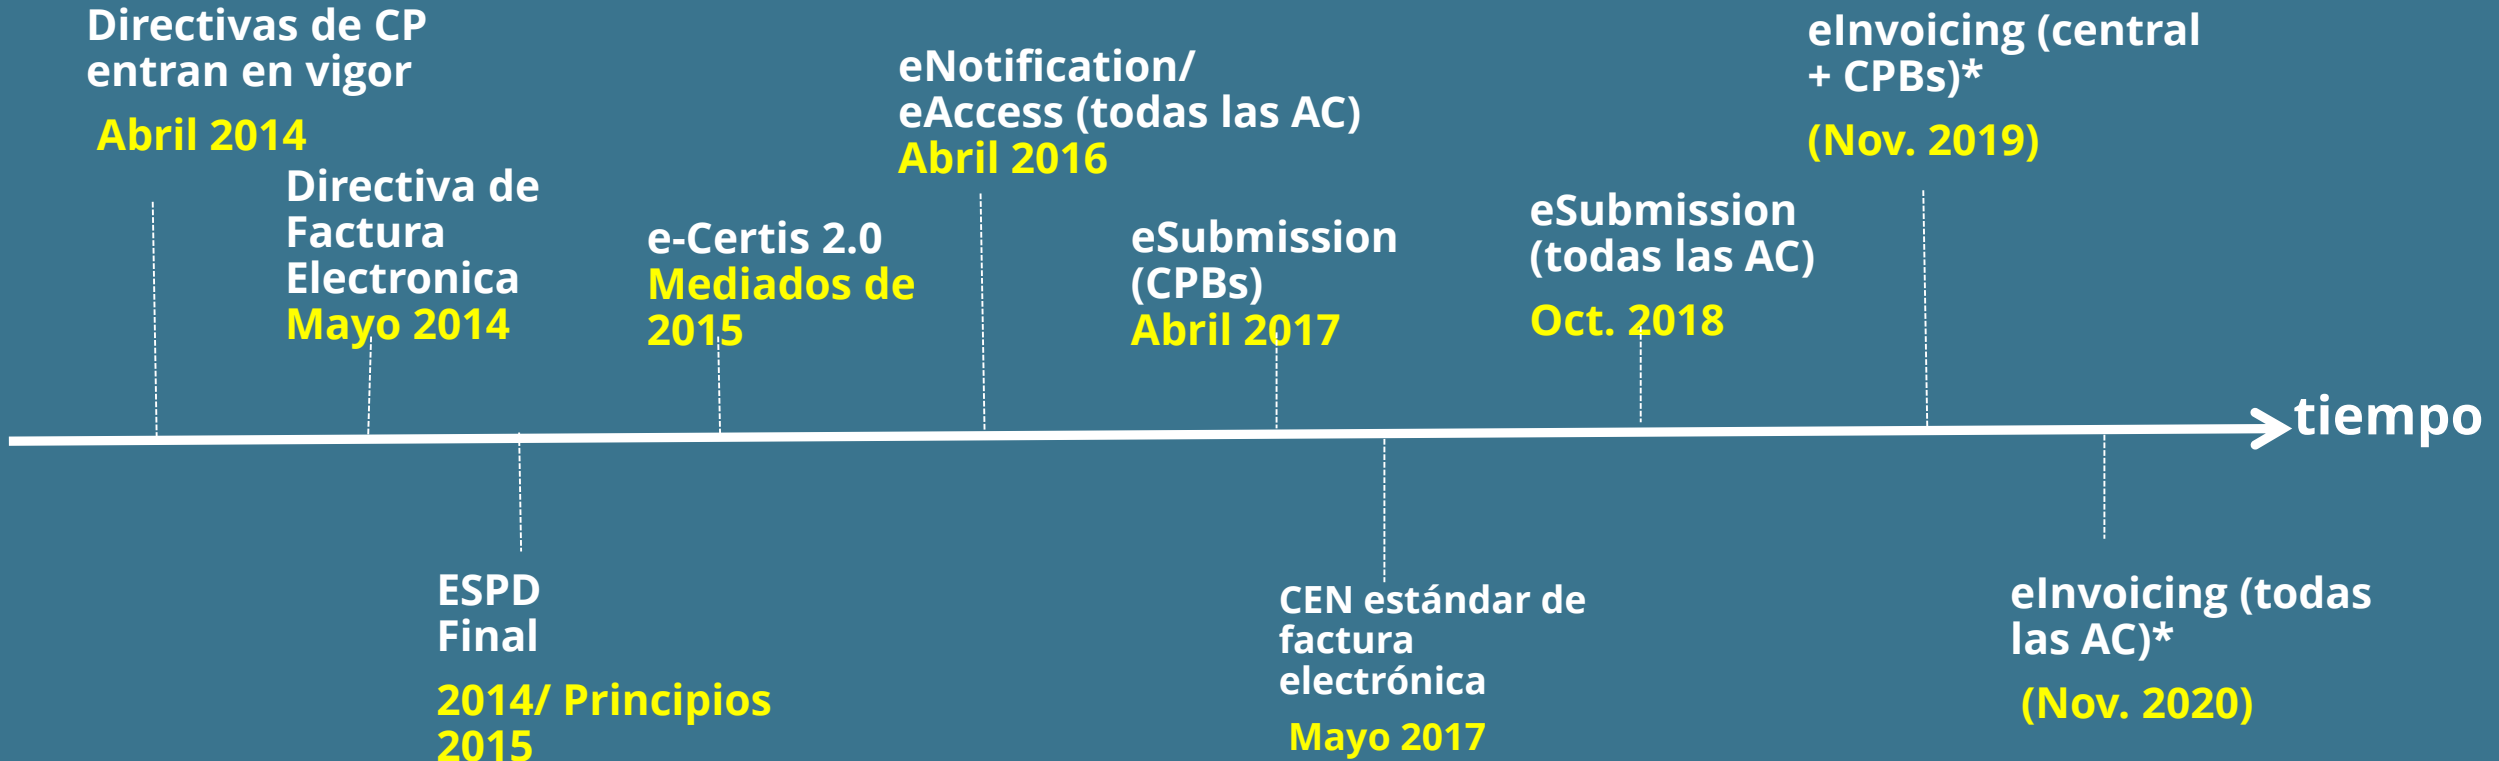 Directivas de CP
entran en vigor
Abril 2014
Directiva de
Factura
Electronica
Mayo 2014
ESPD
Final
2014/ Principios
2015
e-Certis 2.0
Mediados de
2015
eNotification/
eAccess (todas las AC)
Abril 2016
eSubmission
(CPBs)
Abril 2017
CEN estándar de
factura
electrónica
Mayo 2017
eSubmission
(todas las AC)
Oct. 2018
eInvoicing (central
+ CPBs)*
(Nov. 2019)
eInvoicing (todas
las AC)*
(Nov. 2020)
tiempo